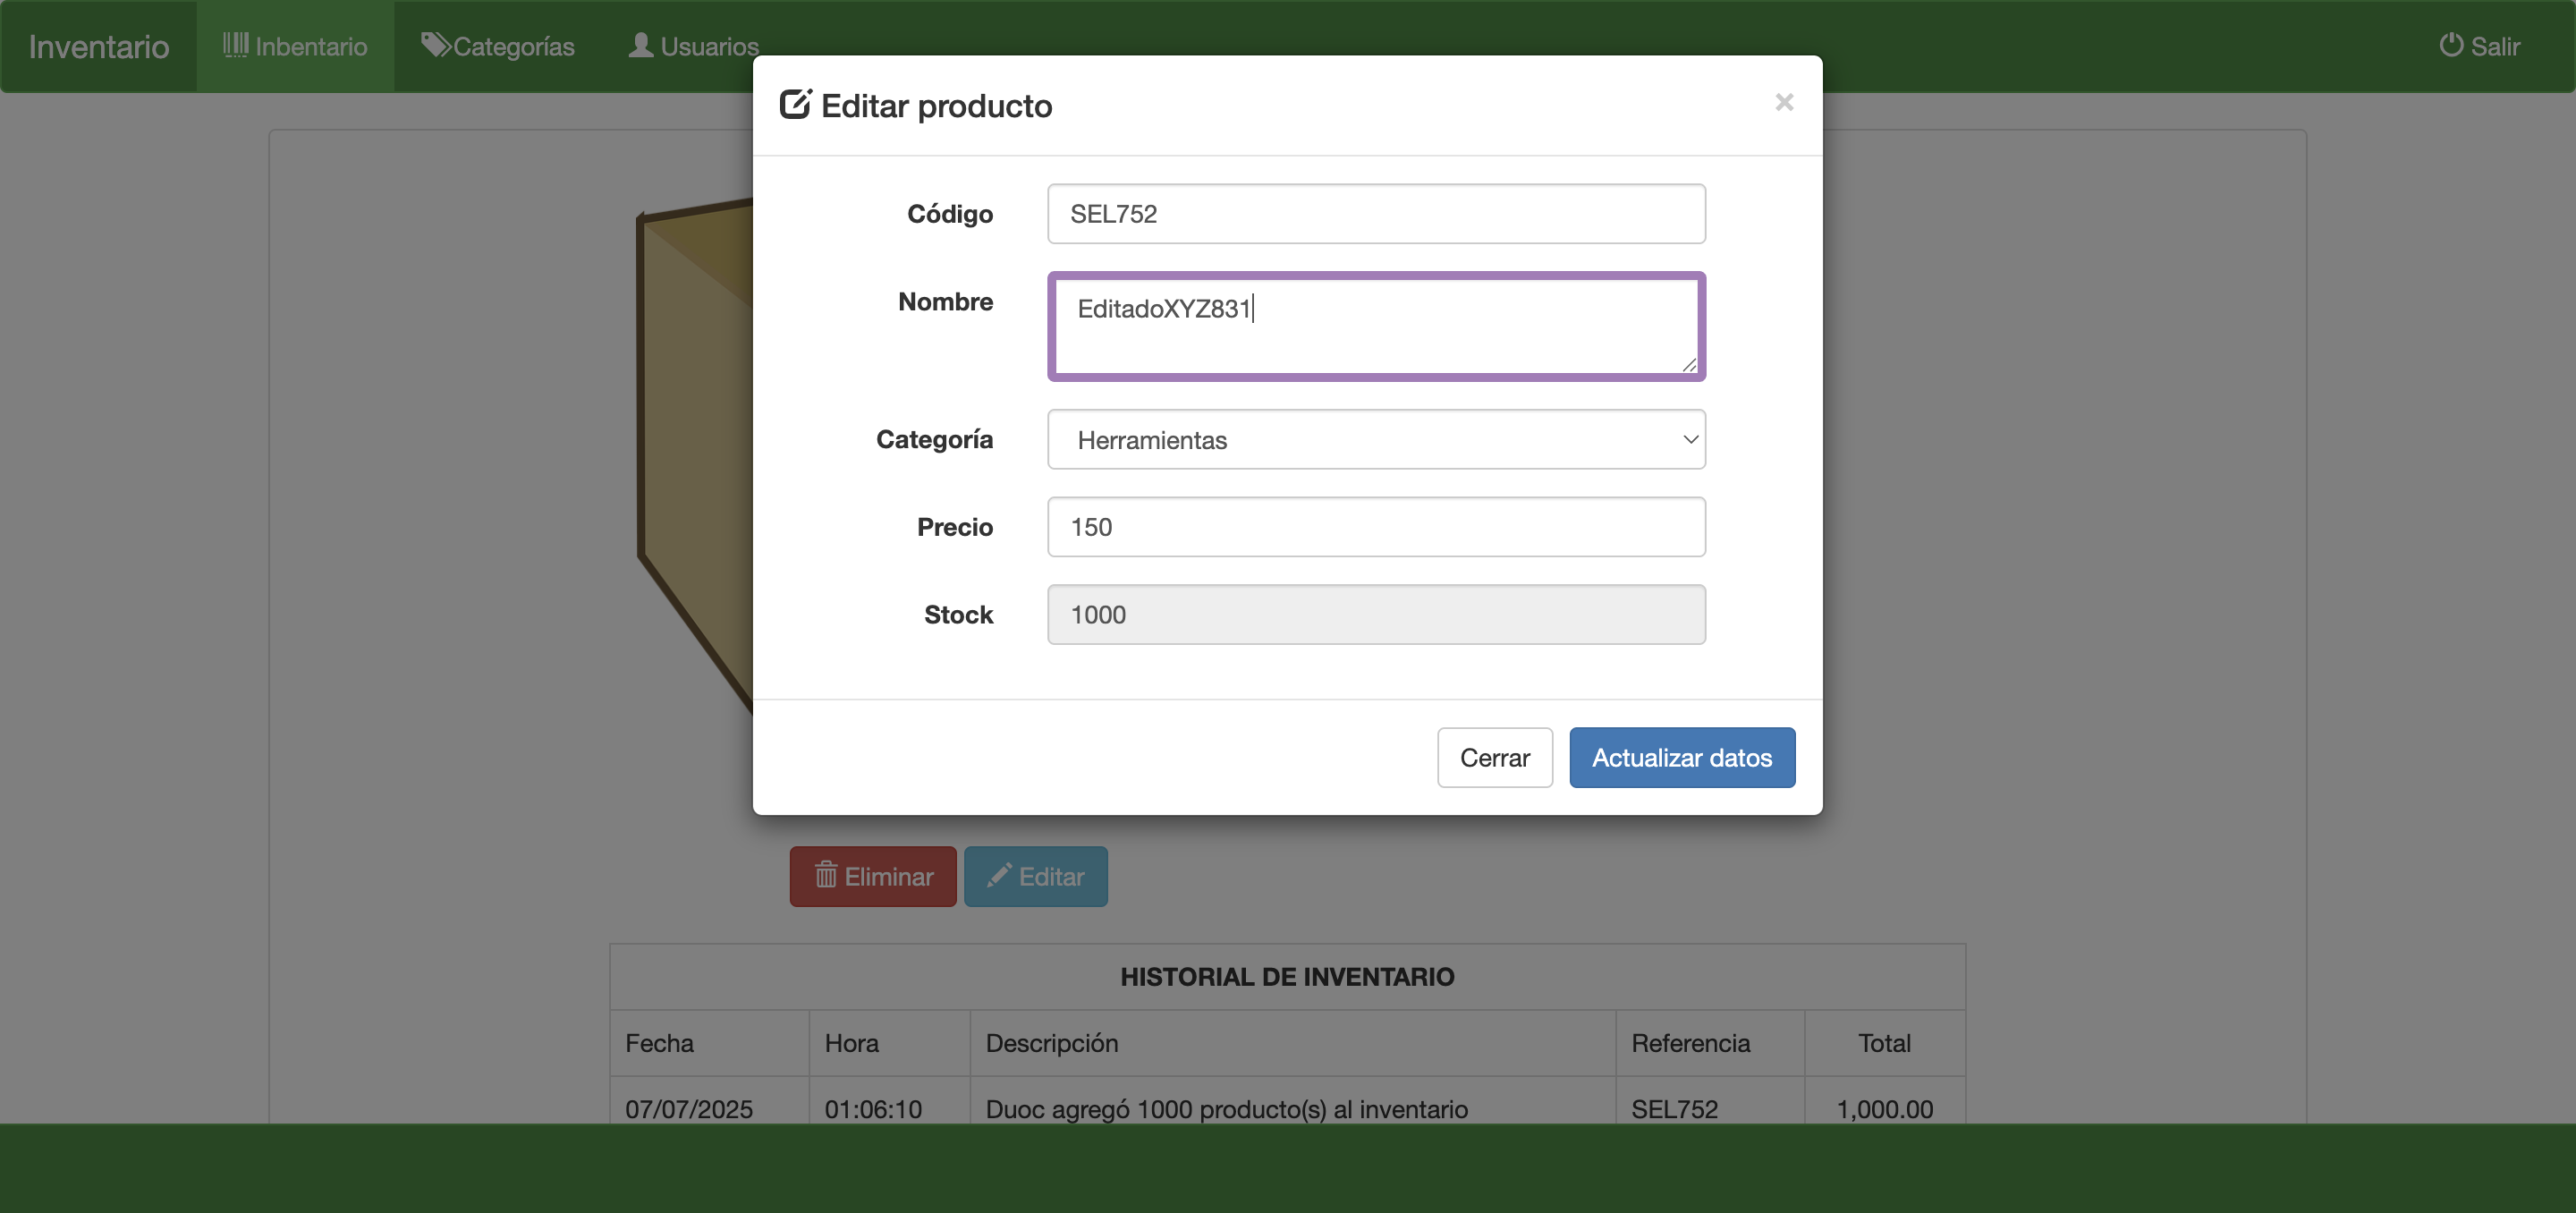 Inventario Inbentario Categorías Usuarios Salir
Editar producto ×
Código SEL752
Nombre EditadoXYZ831
Categoría Herramientas
Precio 150
Stock 1000
Cerrar Actualizar datos
Eliminar Editar
HISTORIAL DE INVENTARIO
Fecha Hora Descripción Referencia Total
07/07/2025 01:06:10 Duoc agregó 1000 producto(s) al inventario SEL752 1,000.00